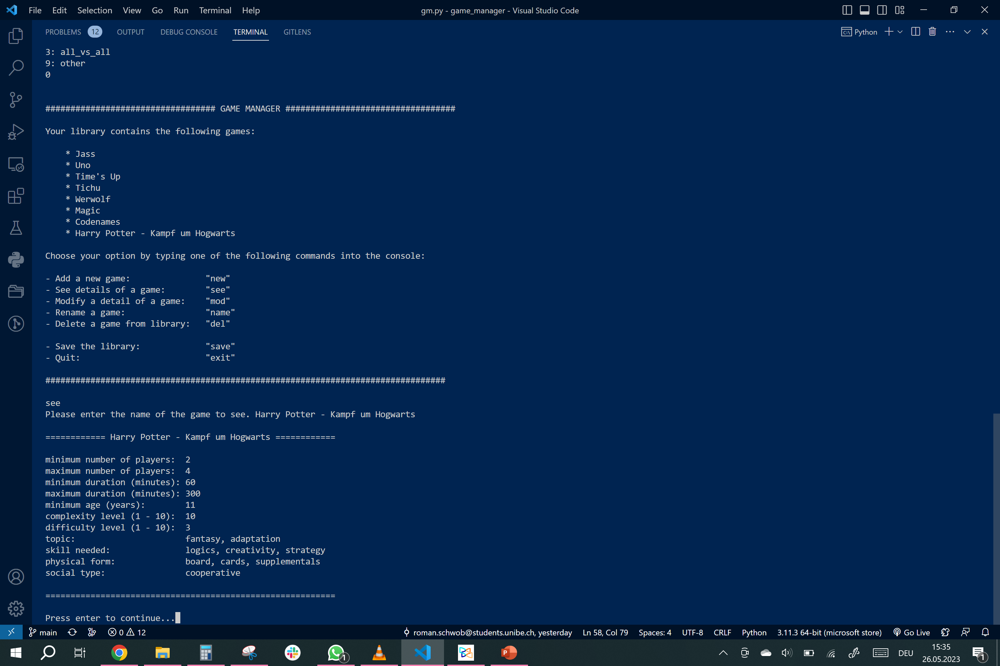 File Edit Selection View Go Run Terminal Help gm.py - game_manager - Visual Studio Code
PROBLEMS 12 OUTPUT DEBUG CONSOLE TERMINAL GITLENS Python
3: all_vs_all
9: other
0
################################## GAME MANAGER ##################################
Your library contains the following games:
* Jass
* Uno
* Time's Up
* Tichu
* Werwolf
* Magic
* Codenames
* Harry Potter - Kampf um Hogwarts
Choose your option by typing one of the following commands into the console:
- Add a new game: "new"
- See details of a game: "see"
- Modify a detail of a game: "mod"
- Rename a game: "name"
- Delete a game from library: "del"
- Save the library: "save"
- Quit: "exit"
################################################################################
see
Please enter the name of the game to see. Harry Potter - Kampf um Hogwarts
============ Harry Potter - Kampf um Hogwarts ============
minimum number of players: 2
maximum number of players: 4
minimum duration (minutes): 60
maximum duration (minutes): 300
minimum age (years): 11
complexity level (1 - 10): 10
difficulty level (1 - 10): 3
topic: fantasy, adaptation
skill needed: logics, creativity, strategy
physical form: board, cards, supplementals
social type: cooperative
==========================================================
Press enter to continue...
main 0 12 roman.schwob@students.unibe.ch, yesterday Ln 58, Col 79 Spaces: 4 UTF-8 CRLF Python 3.11.3 64-bit (microsoft store) Go Live
1 P DEU 15:35 1
26.05.2023